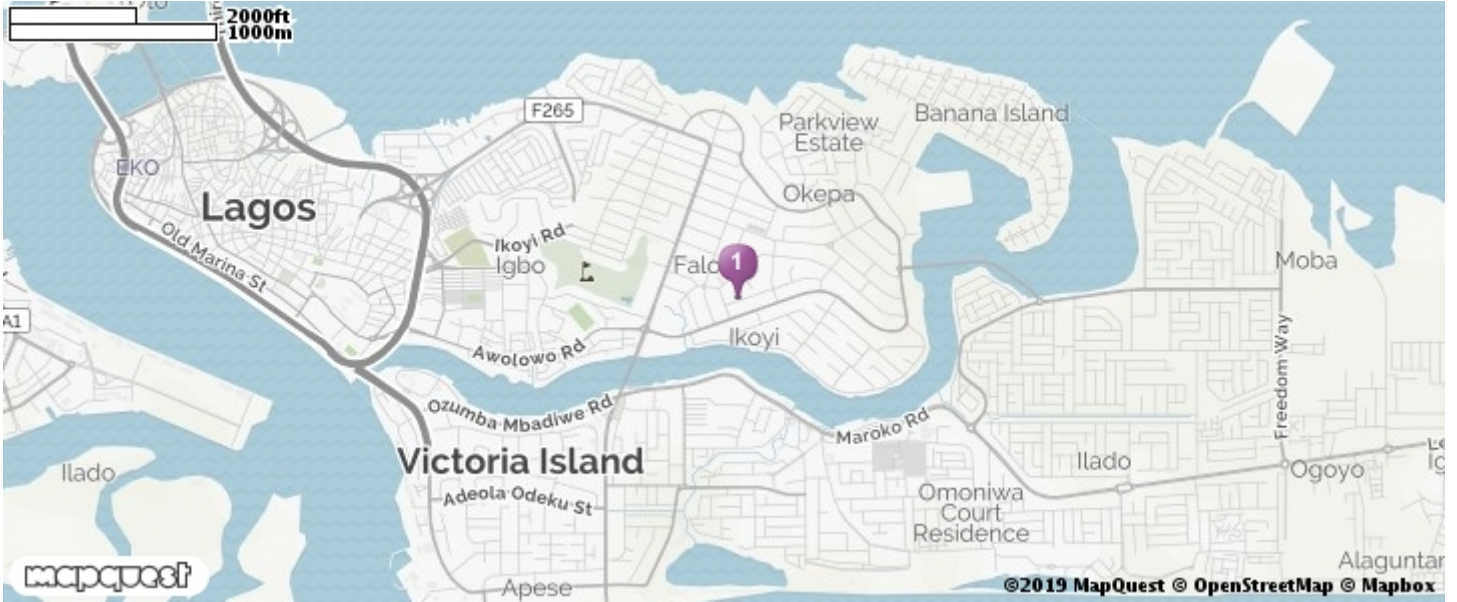 2000ft
1000m
F265
Banana Island
Parkview
Estate
EKO
Lagos
Okepa
Old Marina St
Ikoyi Rd
Igbo
Falo
1
Moba
A1
Ikoyi
Awolowo Rd
Freedom Way
Ozumba Mbadiwe Rd
Maroko Rd
Victoria Island
Ilado
Ilado
Ogoyo
Adeola Odeku St
Omoniwa
Court
Residence
Alaguntan
mapquest
Apese
©2019 MapQuest © OpenStreetMap © Mapbox